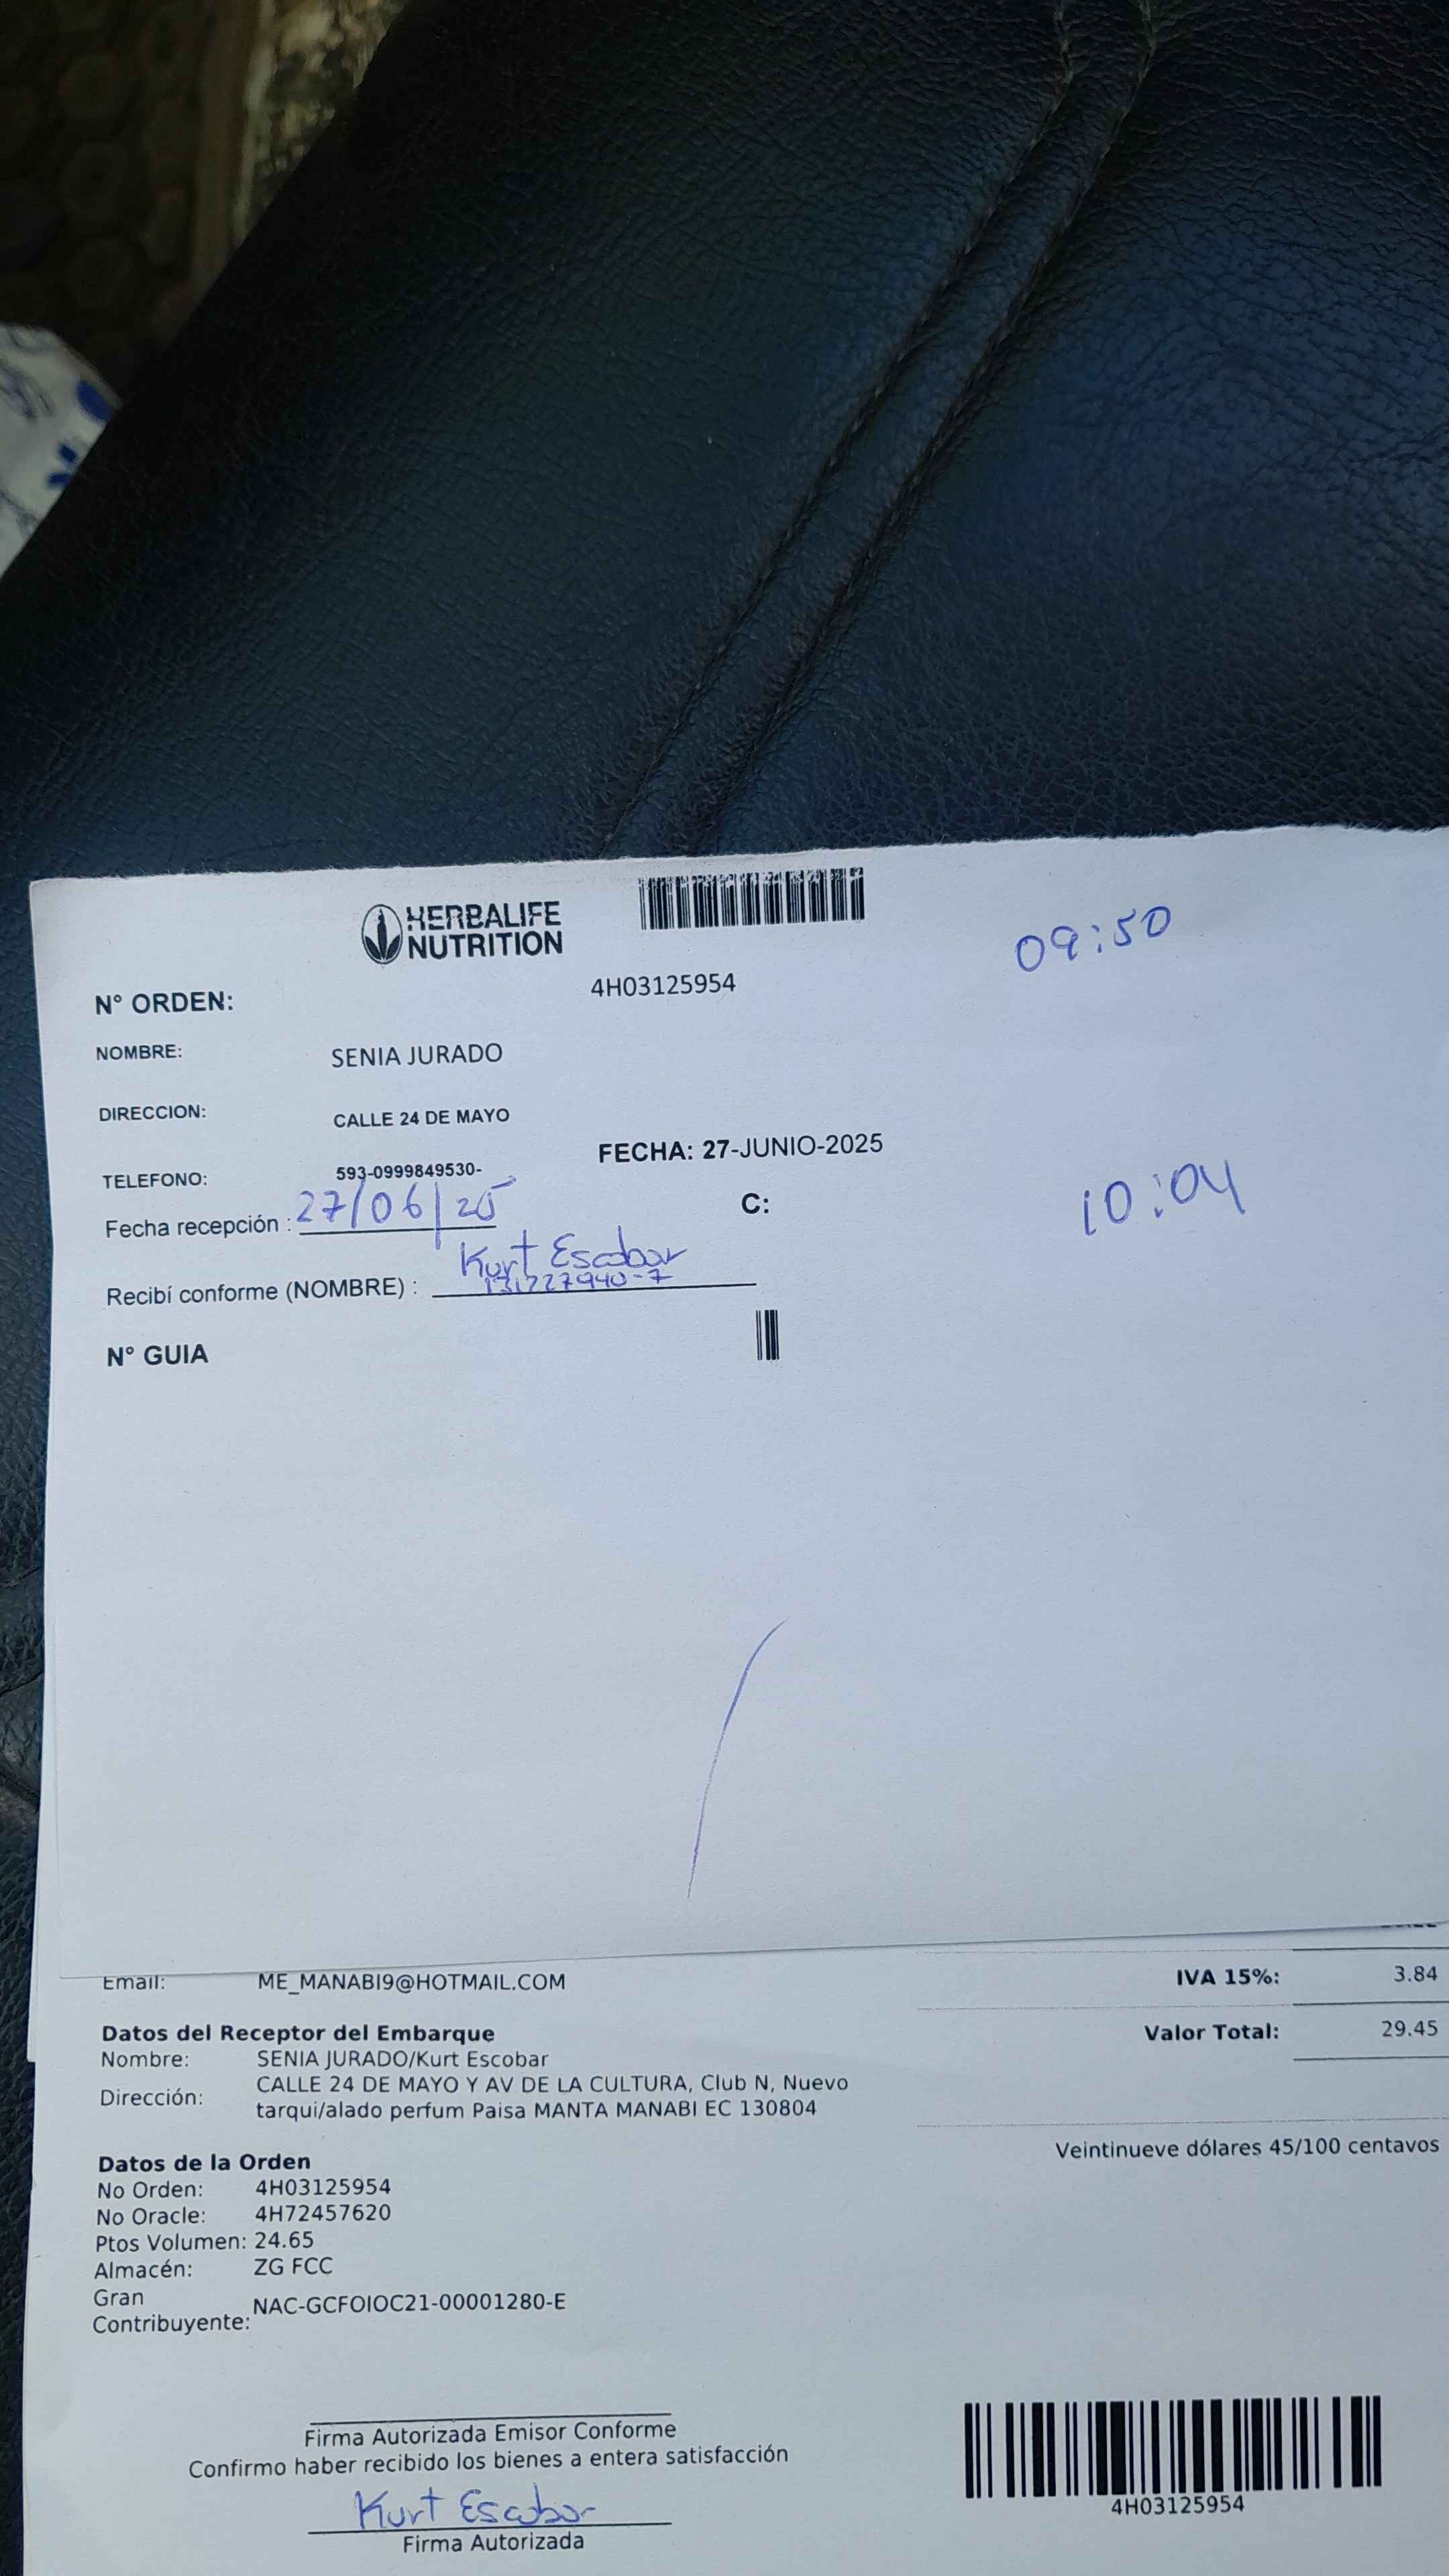 HERBALIFE
NUTRITION
09:50
N° ORDEN: 4H03125954
NOMBRE: SENIA JURADO
DIRECCION: CALLE 24 DE MAYO
FECHA: 27-JUNIO-2025
TELEFONO: 593-0999849530-
10:04
Fecha recepción : 27/06/25
C:
Kurt Escobar
Recibí conforme (NOMBRE) : 131227940-7
N° GUIA
Email: ME_MANABI9@HOTMAIL.COM
IVA 15%: 3.84
Datos del Receptor del Embarque
Valor Total: 29.45
Nombre: SENIA JURADO/Kurt Escobar
Dirección: CALLE 24 DE MAYO Y AV DE LA CULTURA, Club N, Nuevo
tarqui/alado perfum Paisa MANTA MANABI EC 130804
Veintinueve dólares 45/100 centavos
Datos de la Orden
No Orden: 4H03125954
No Oracle: 4H72457620
Ptos Volumen: 24.65
Almacén: ZG FCC
Gran
Contribuyente: NAC-GCFOIOC21-00001280-E
Firma Autorizada Emisor Conforme
Confirmo haber recibido los bienes a entera satisfacción
Kurt Escobar
Firma Autorizada
4H03125954